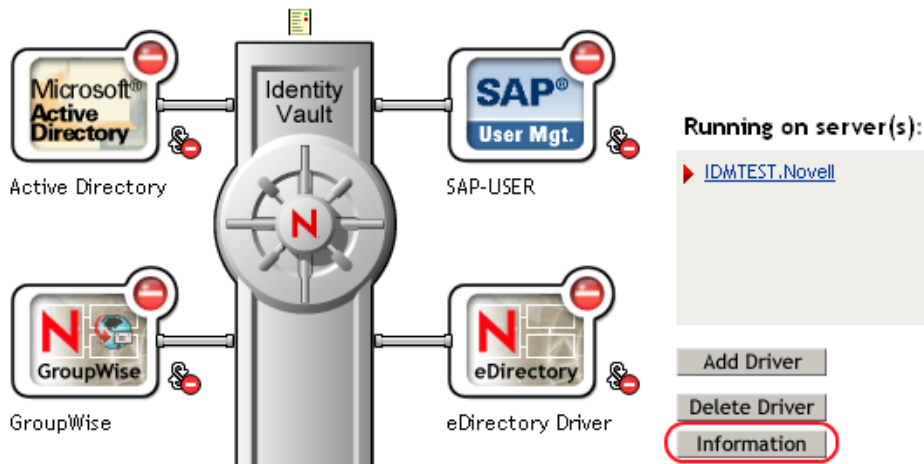 Microsoft®
Active
Directory
Active Directory
Identity
Vault
N
SAP®
User Mgt.
SAP-USER
N
GroupWise
GroupWise
N
eDirectory
eDirectory Driver
Running on server(s):
IDMTEST.Novell
Add Driver
Delete Driver
Information